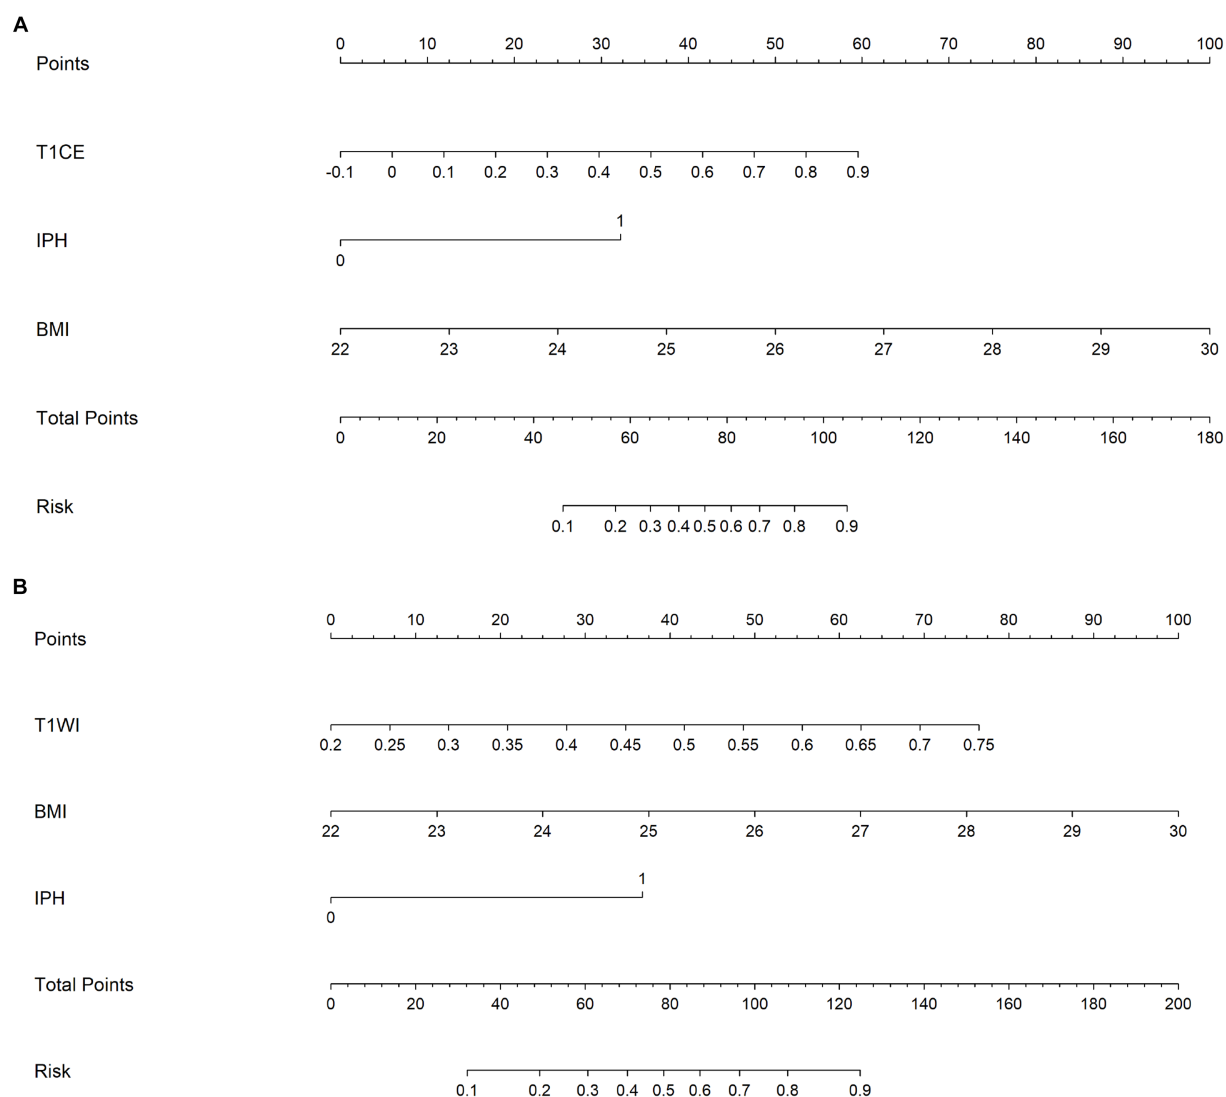 A
0 10 20 30 40 50 60 70 80 90 100
Points
T1CE
-0.1 0 0.1 0.2 0.3 0.4 0.5 0.6 0.7 0.8 0.9
1
IPH
0
BMI
22 23 24 25 26 27 28 29 30
Total Points
0 20 40 60 80 100 120 140 160 180
Risk
0.1 0.2 0.3 0.4 0.5 0.6 0.7 0.8 0.9
B
0 10 20 30 40 50 60 70 80 90 100
Points
T1WI
0.2 0.25 0.3 0.35 0.4 0.45 0.5 0.55 0.6 0.65 0.7 0.75
BMI
22 23 24 25 26 27 28 29 30
1
IPH
0
Total Points
0 20 40 60 80 100 120 140 160 180 200
Risk
0.1 0.2 0.3 0.4 0.5 0.6 0.7 0.8 0.9